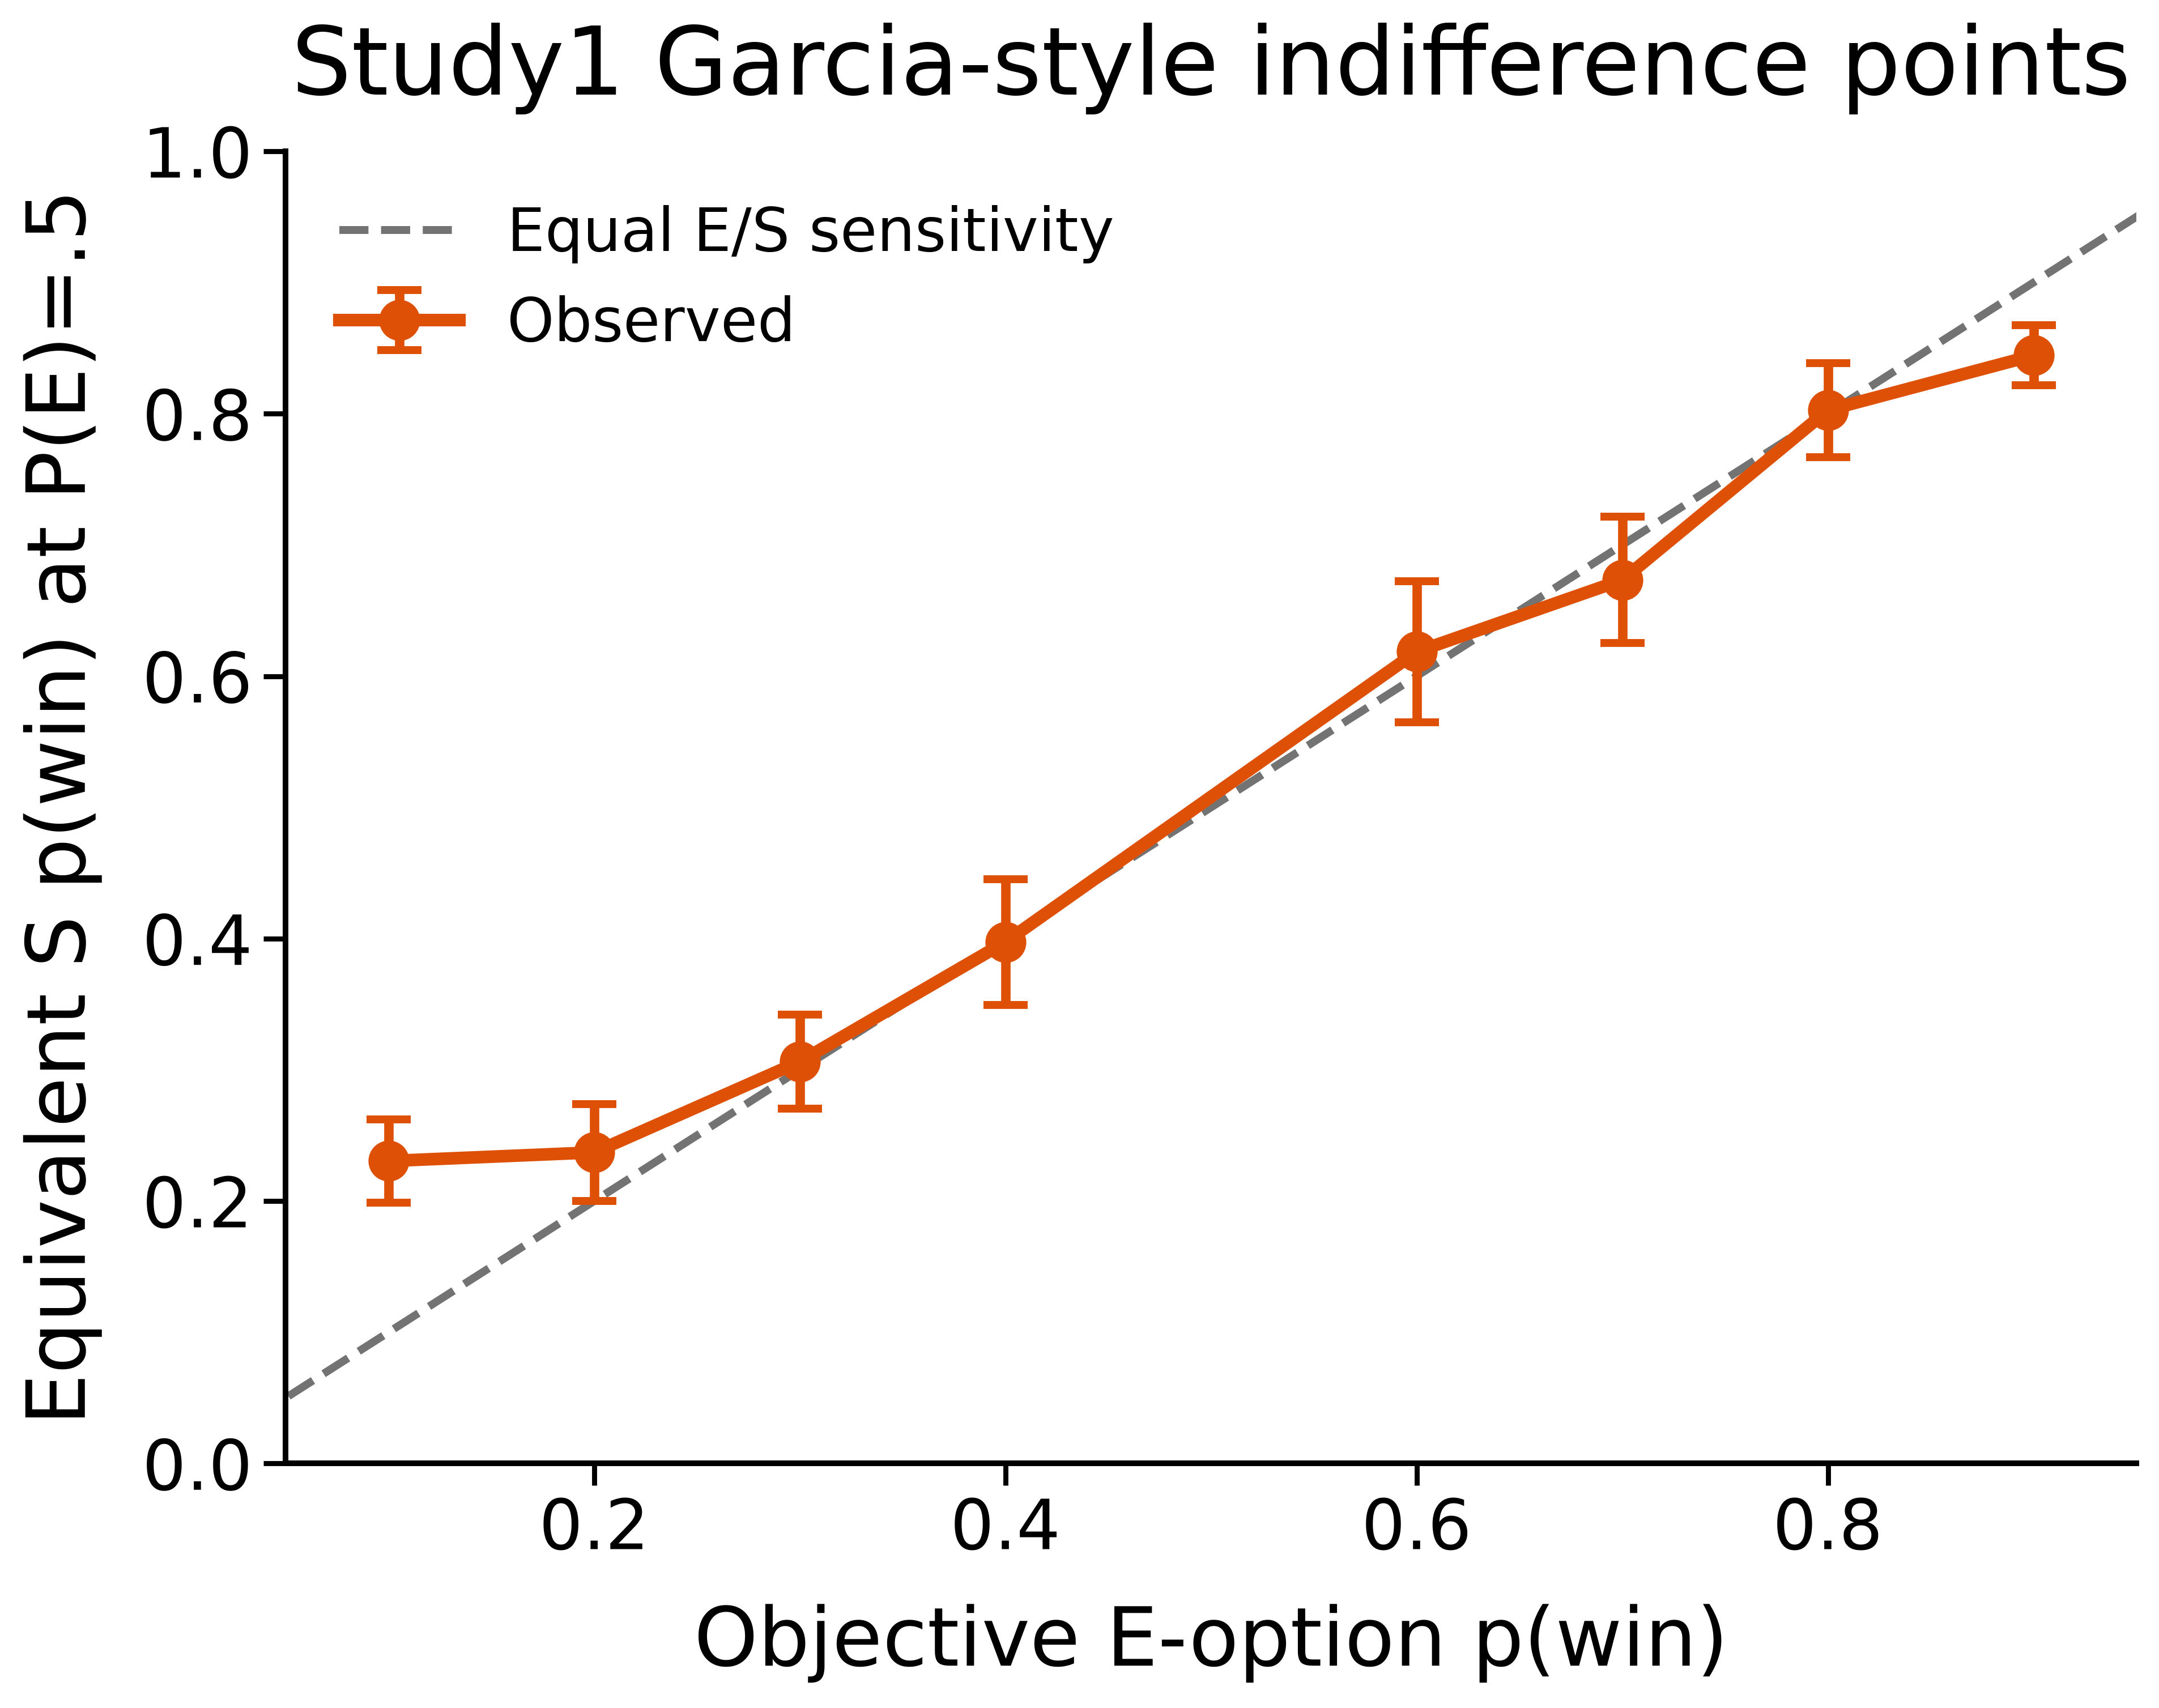 Study1 Garcia-style indifference points
Equivalent S p(win) at P(E)=.5
1.0
0.8
0.6
0.4
0.2
0.0
Equal E/S sensitivity
Observed
0.2
0.4
0.6
0.8
Objective E-option p(win)